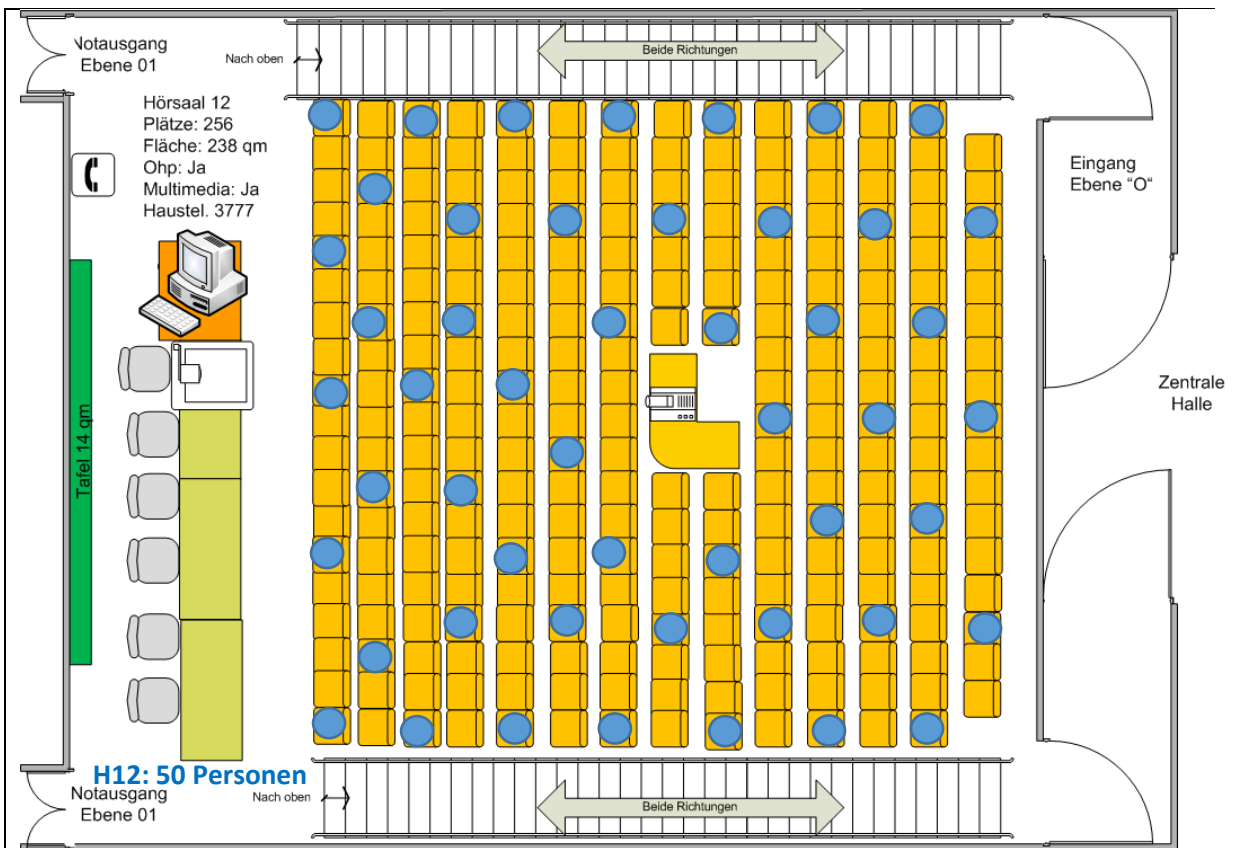 Notausgang
Ebene 01
Nach oben
Beide Richtungen
Hörsaal 12
Plätze: 256
Fläche: 238 qm
Ohp: Ja
Multimedia: Ja
Haustel. 3777
Eingang
Ebene "O"
Zentrale
Halle
Tafel 14 qm
H12: 50 Personen
Notausgang
Ebene 01
Nach oben
Beide Richtungen